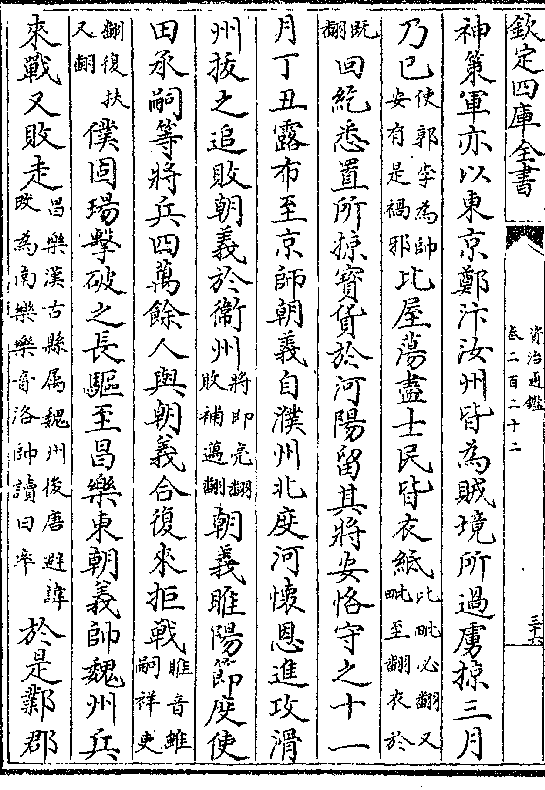 欽定四庫全書
資治通鑑
卷二百二十二
三十六
神策軍亦以東京鄭汴汝州皆為賊境所過虜掠三月
乃已使郭李為帥安有是禍邪比屋蕩盡士民皆衣紙比毗必翻又毗至翻衣於
既翻回紇悉置所掠寳貨於河陽留其將安恪守之十一
月丁丑露布至京師朝義自濮州北度河懷恩進攻滑
州拔之追敗朝義於衞州將即亮翻敗補邁翻朝義睢陽節度使
田承嗣等將兵四萬餘人與朝義合復來拒戰睢音雖嗣祥吏
翻復扶又翻僕固瑒擊破之長驅至昌樂東朝義帥魏州兵
來戰又敗走昌樂漢古縣屬魏州後唐避諱改為南樂樂音洛帥讀曰率於是鄴郡